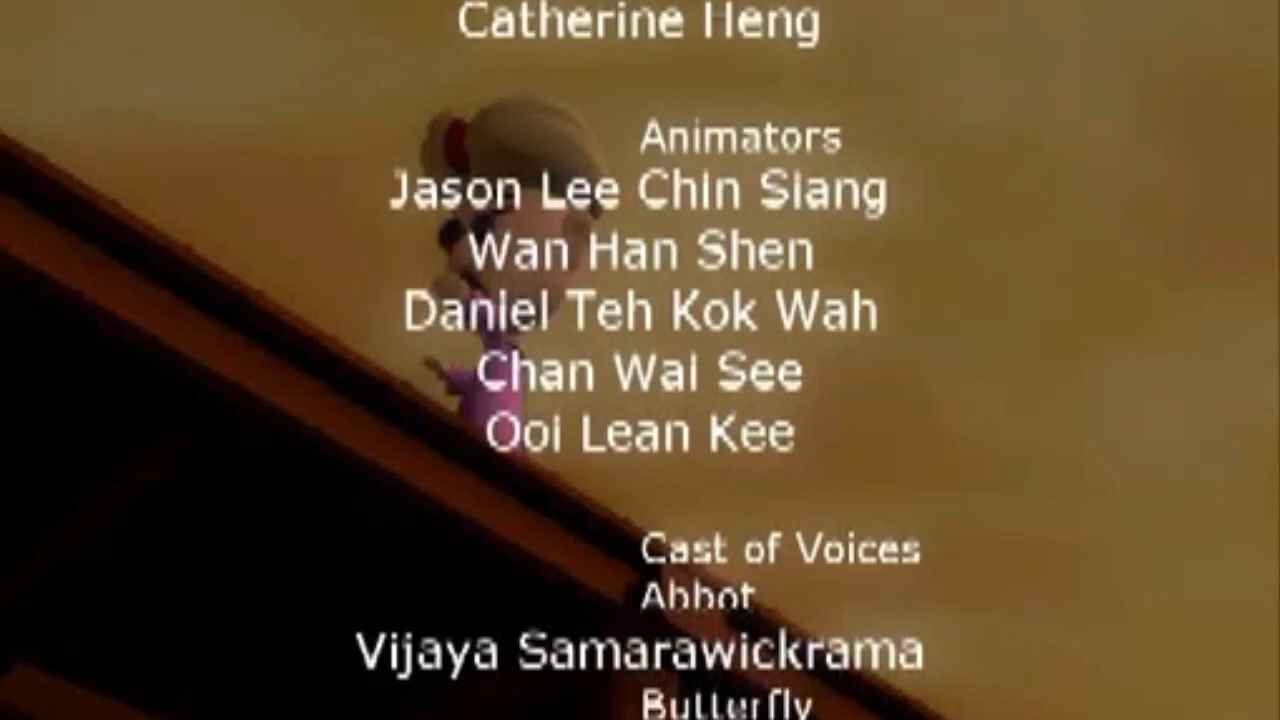 Catherine Heng
Animators
Jason Lee Chin Siang
Wan Han Shen
Daniel Teh Kok Wah
Chan Wai See
Ooi Lean Kee
Cast of Voices
Abbot
Vijaya Samarawickrama
Butterfly